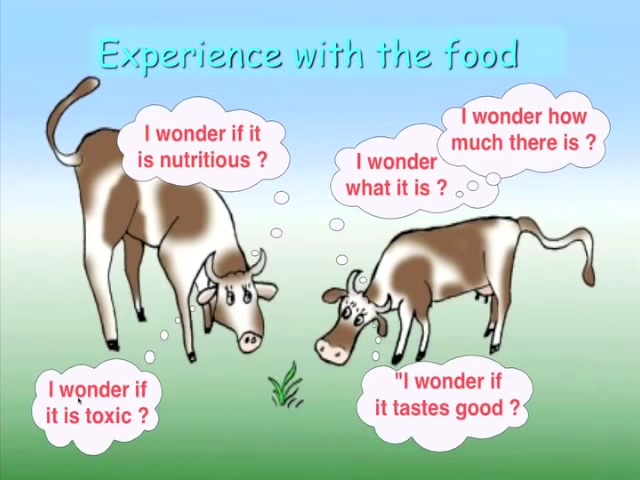 Experience with the food
I wonder if it
is nutritious ?
I wonder
what it is ?
I wonder how
much there is ?
I wonder if
it is toxic ?
"I wonder if
it tastes good ?